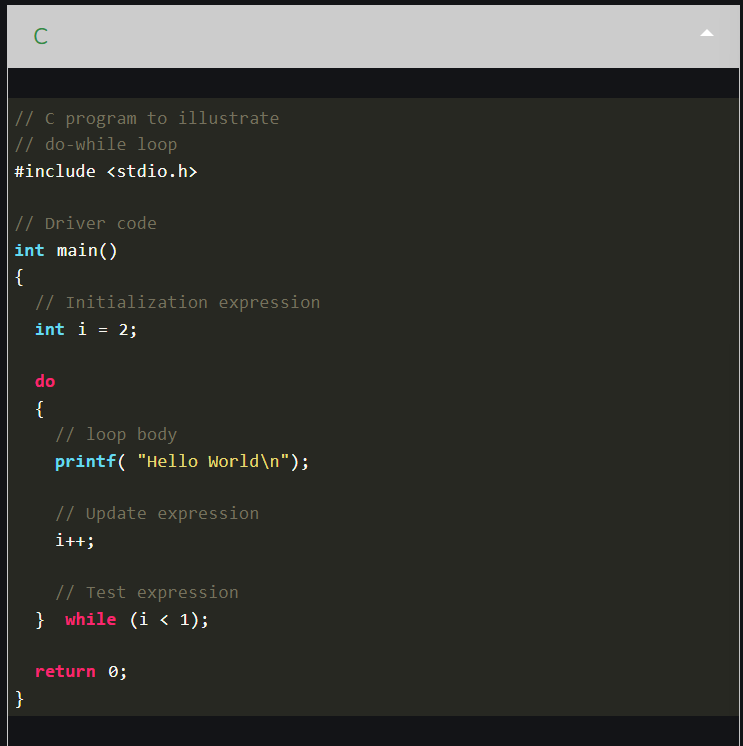 C
// C program to illustrate
// do-while loop
#include <stdio.h>
// Driver code
int main()
{
  // Initialization expression
  int i = 2;
  do
  {
    // loop body
    printf( "Hello World\n");
    // Update expression
    i++;
    // Test expression
  }  while (i < 1);
  return 0;
}